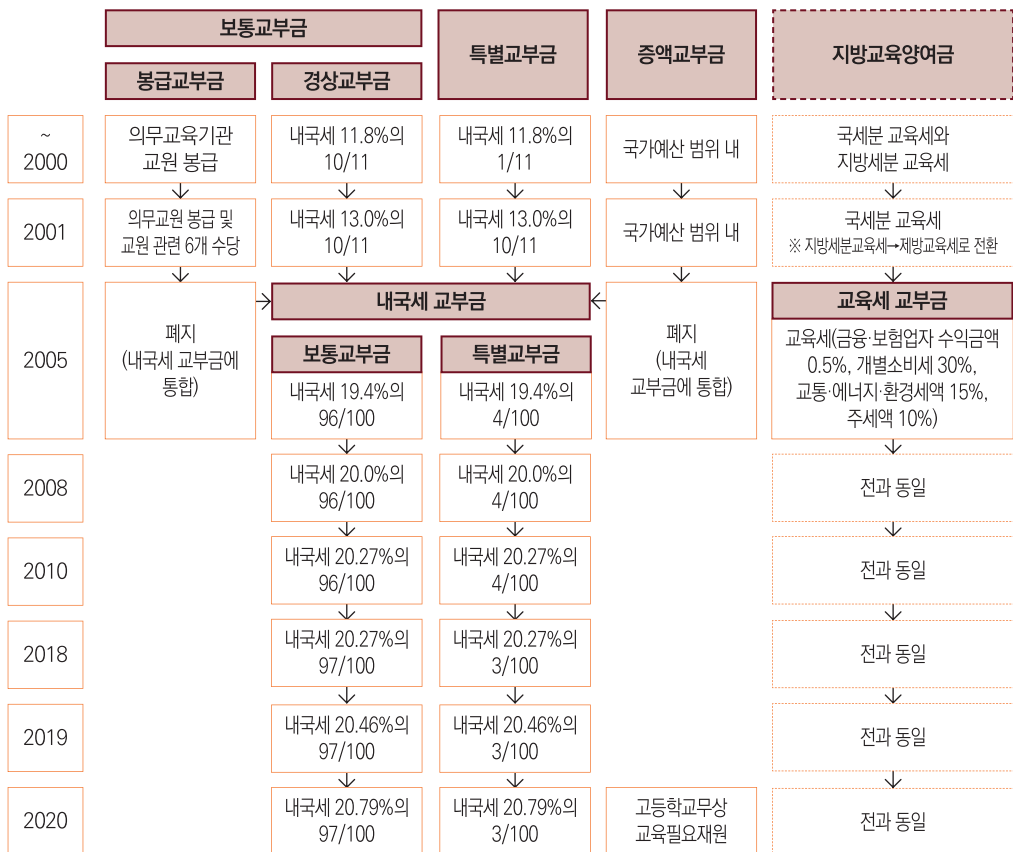 보통교부금
특별교부금
증액교부금
지방교육양여금
봉급교부금
경상교부금
~
2000
의무교육기관
교원 봉급
내국세 11.8%의
10/11
내국세 11.8%의
1/11
국가예산 범위 내
국세분 교육세와
지방세분 교육세
2001
의무교원 봉급 및
교원 관련 6개 수당
내국세 13.0%의
10/11
내국세 13.0%의
10/11
국가예산 범위 내
국세분 교육세
※ 지방세분교육세→제방교육세로 전환
2005
폐지
(내국세 교부금에
통합)
내국세 교부금
보통교부금
특별교부금
내국세 19.4%의
96/100
내국세 19.4%의
4/100
폐지
(내국세
교부금에 통합)
교육세 교부금
교육세(금융·보험업자 수익금액
0.5%, 개별소비세 30%,
교통·에너지·환경세액 15%,
주세액 10%)
2008
내국세 20.0%의
96/100
내국세 20.0%의
4/100
전과 동일
2010
내국세 20.27%의
96/100
내국세 20.27%의
4/100
전과 동일
2018
내국세 20.27%의
97/100
내국세 20.27%의
3/100
전과 동일
2019
내국세 20.46%의
97/100
내국세 20.46%의
3/100
전과 동일
2020
내국세 20.79%의
97/100
내국세 20.79%의
3/100
고등학교무상
교육필요재원
전과 동일